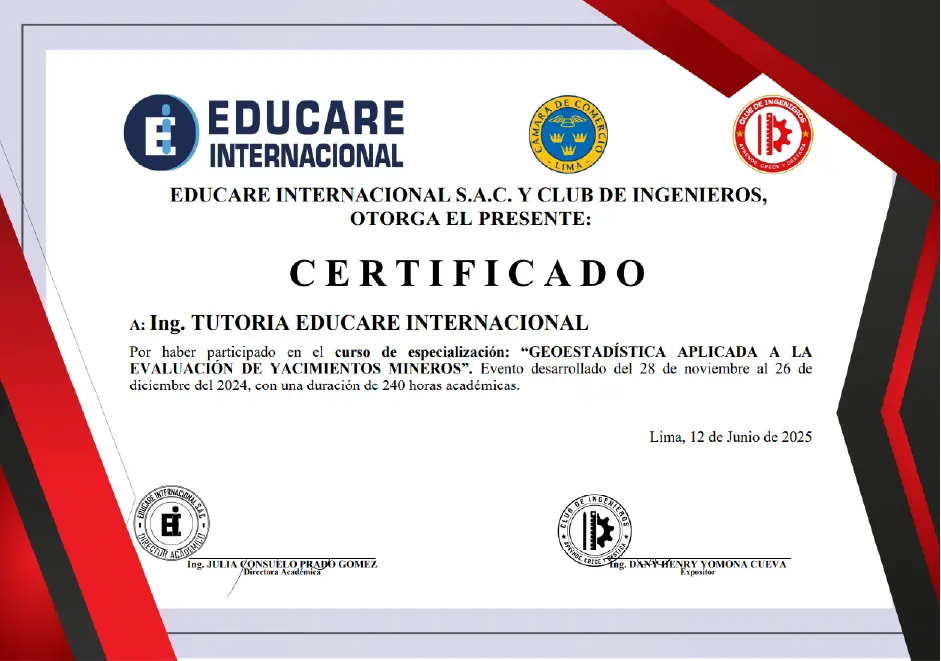 EDUCARE
INTERNACIONAL
CÁMARA DE COMERCIO
- LIMA -
CLUB DE INGENIEROS
APRENDE, CRECE Y DESTACA
EDUCARE INTERNACIONAL S.A.C. Y CLUB DE INGENIEROS,
OTORGA EL PRESENTE:
CERTIFICADO
A: Ing. TUTORIA EDUCARE INTERNACIONAL
Por haber participado en el curso de especialización: “GEOESTADÍSTICA APLICADA A LA
EVALUACIÓN DE YACIMIENTOS MINEROS”. Evento desarrollado del 28 de noviembre al 26 de
diciembre del 2024, con una duración de 240 horas académicas.
Lima, 12 de Junio de 2025
EDUCARE INTERNACIONAL S.A.C
DIRECTOR ACADÉMICO
Ing. JULIA CONSUELO PRADO GOMEZ
Directora Académica
CLUB DE INGENIEROS
APRENDE, CRECE Y DESTACA
Ing. DANY HENRY YOMONA CUEVA
Expositor